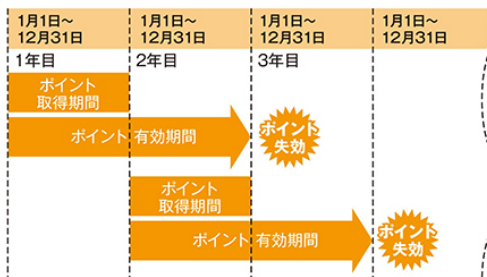 1月1日～
12月31日
1月1日～
12月31日
1月1日～
12月31日
1月1日～
12月31日
1年目
2年目
3年目
ポイント
取得期間
ポイント 有効期間
ポイント
失効
ポイント
取得期間
ポイント 有効期間
ポイント
失効